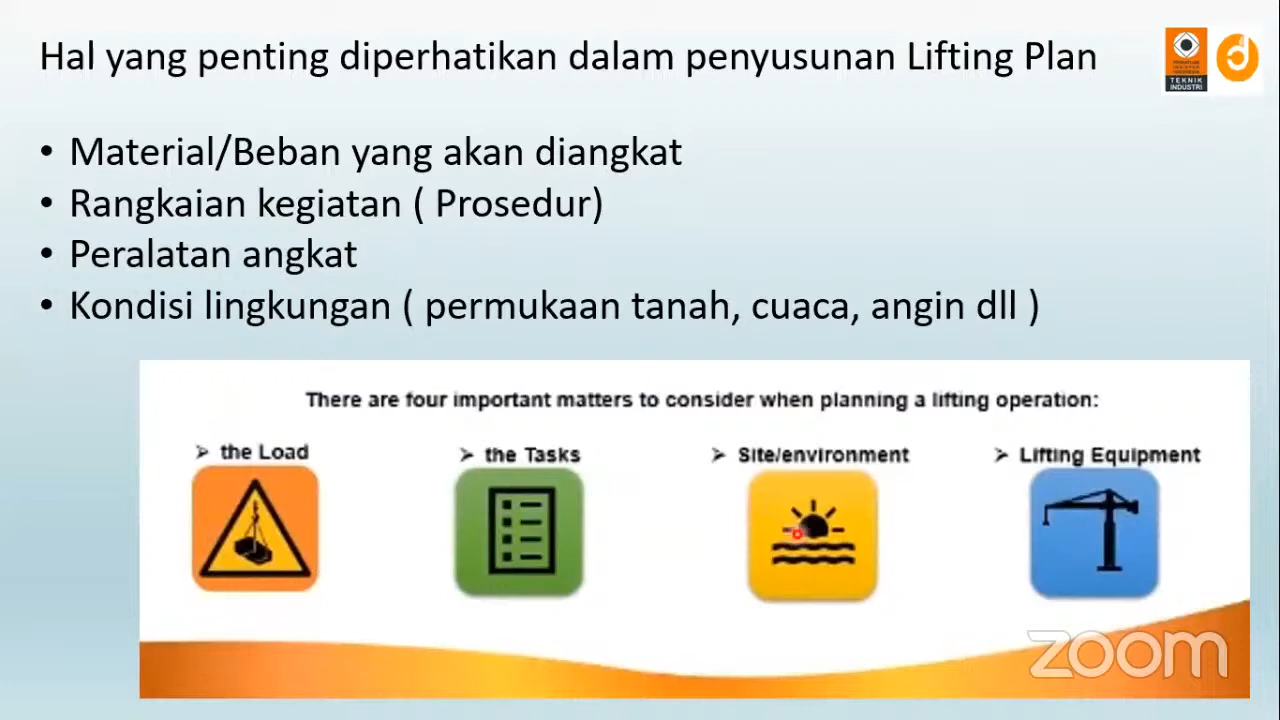 Hal yang penting diperhatikan dalam penyusunan Lifting Plan
TEKNIK
INDUSTRI
• Material/Beban yang akan diangkat
• Rangkaian kegiatan ( Prosedur)
• Peralatan angkat
• Kondisi lingkungan ( permukaan tanah, cuaca, angin dll )
There are four important matters to consider when planning a lifting operation:
➢ the Load
➢ the Tasks
➢ Site/environment
➢ Lifting Equipment
zoom